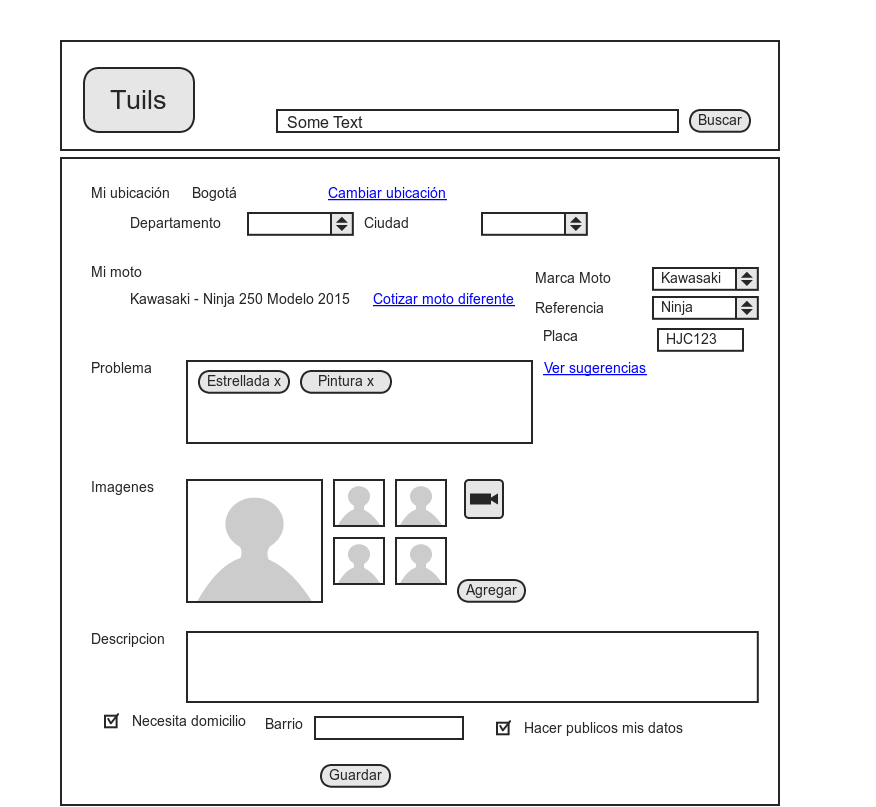 Tuils
Some Text
Buscar
Mi ubicación Bogotá Cambiar ubicación
Departamento Ciudad
Mi moto
Kawasaki - Ninja 250 Modelo 2015 Cotizar moto diferente
Marca Moto Kawasaki
Referencia Ninja
Placa HJC123
Problema Estrellada x Pintura x Ver sugerencias
Imagenes
Agregar
Descripcion
Necesita domicilio Barrio Hacer publicos mis datos
Guardar